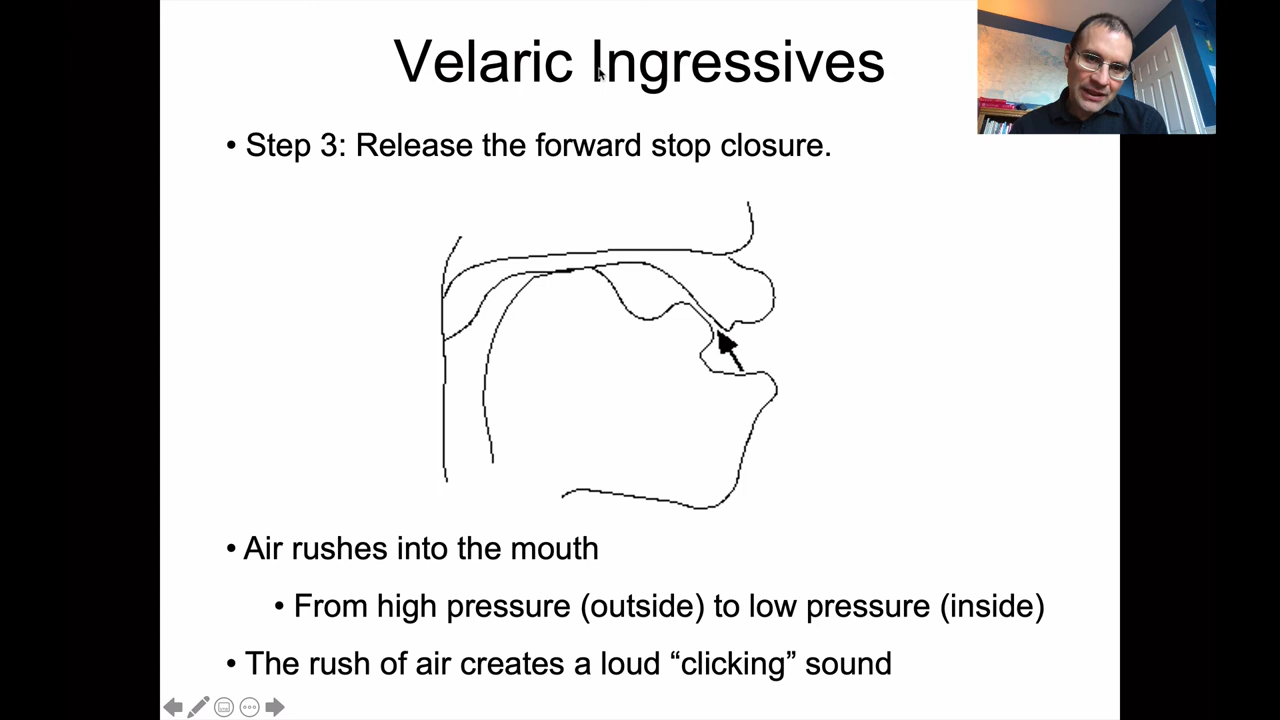 Velaric Ingressives
• Step 3: Release the forward stop closure.
• Air rushes into the mouth
• From high pressure (outside) to low pressure (inside)
• The rush of air creates a loud “clicking” sound